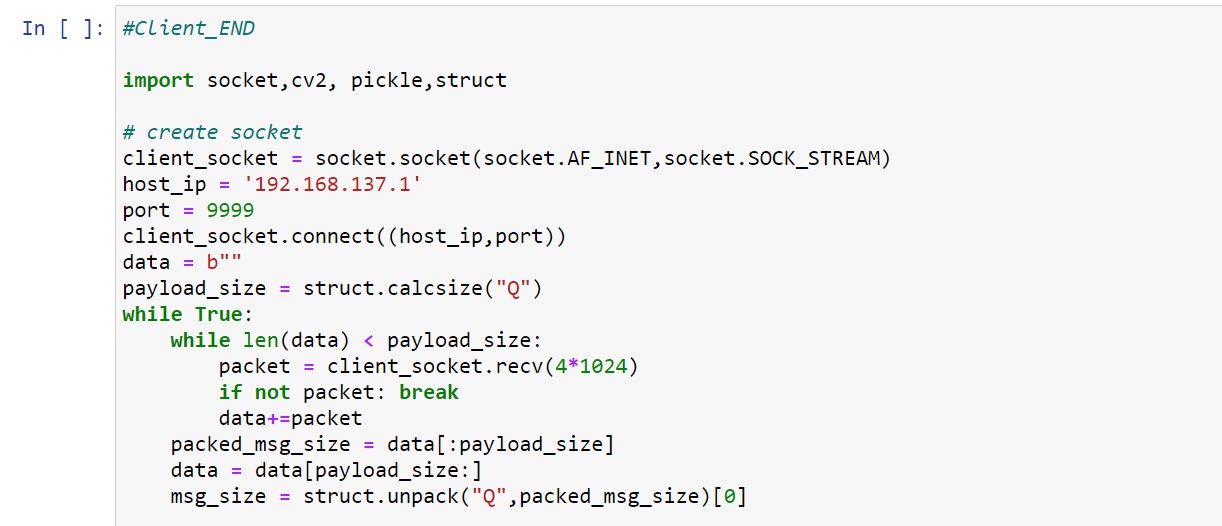 In [ ]: #Client_END
import socket,cv2, pickle,struct
# create socket
client_socket = socket.socket(socket.AF_INET,socket.SOCK_STREAM)
host_ip = '192.168.137.1'
port = 9999
client_socket.connect((host_ip,port))
data = b""
payload_size = struct.calcsize("Q")
while True:
    while len(data) < payload_size:
        packet = client_socket.recv(4*1024)
        if not packet: break
        data+=packet
    packed_msg_size = data[:payload_size]
    data = data[payload_size:]
    msg_size = struct.unpack("Q",packed_msg_size)[0]